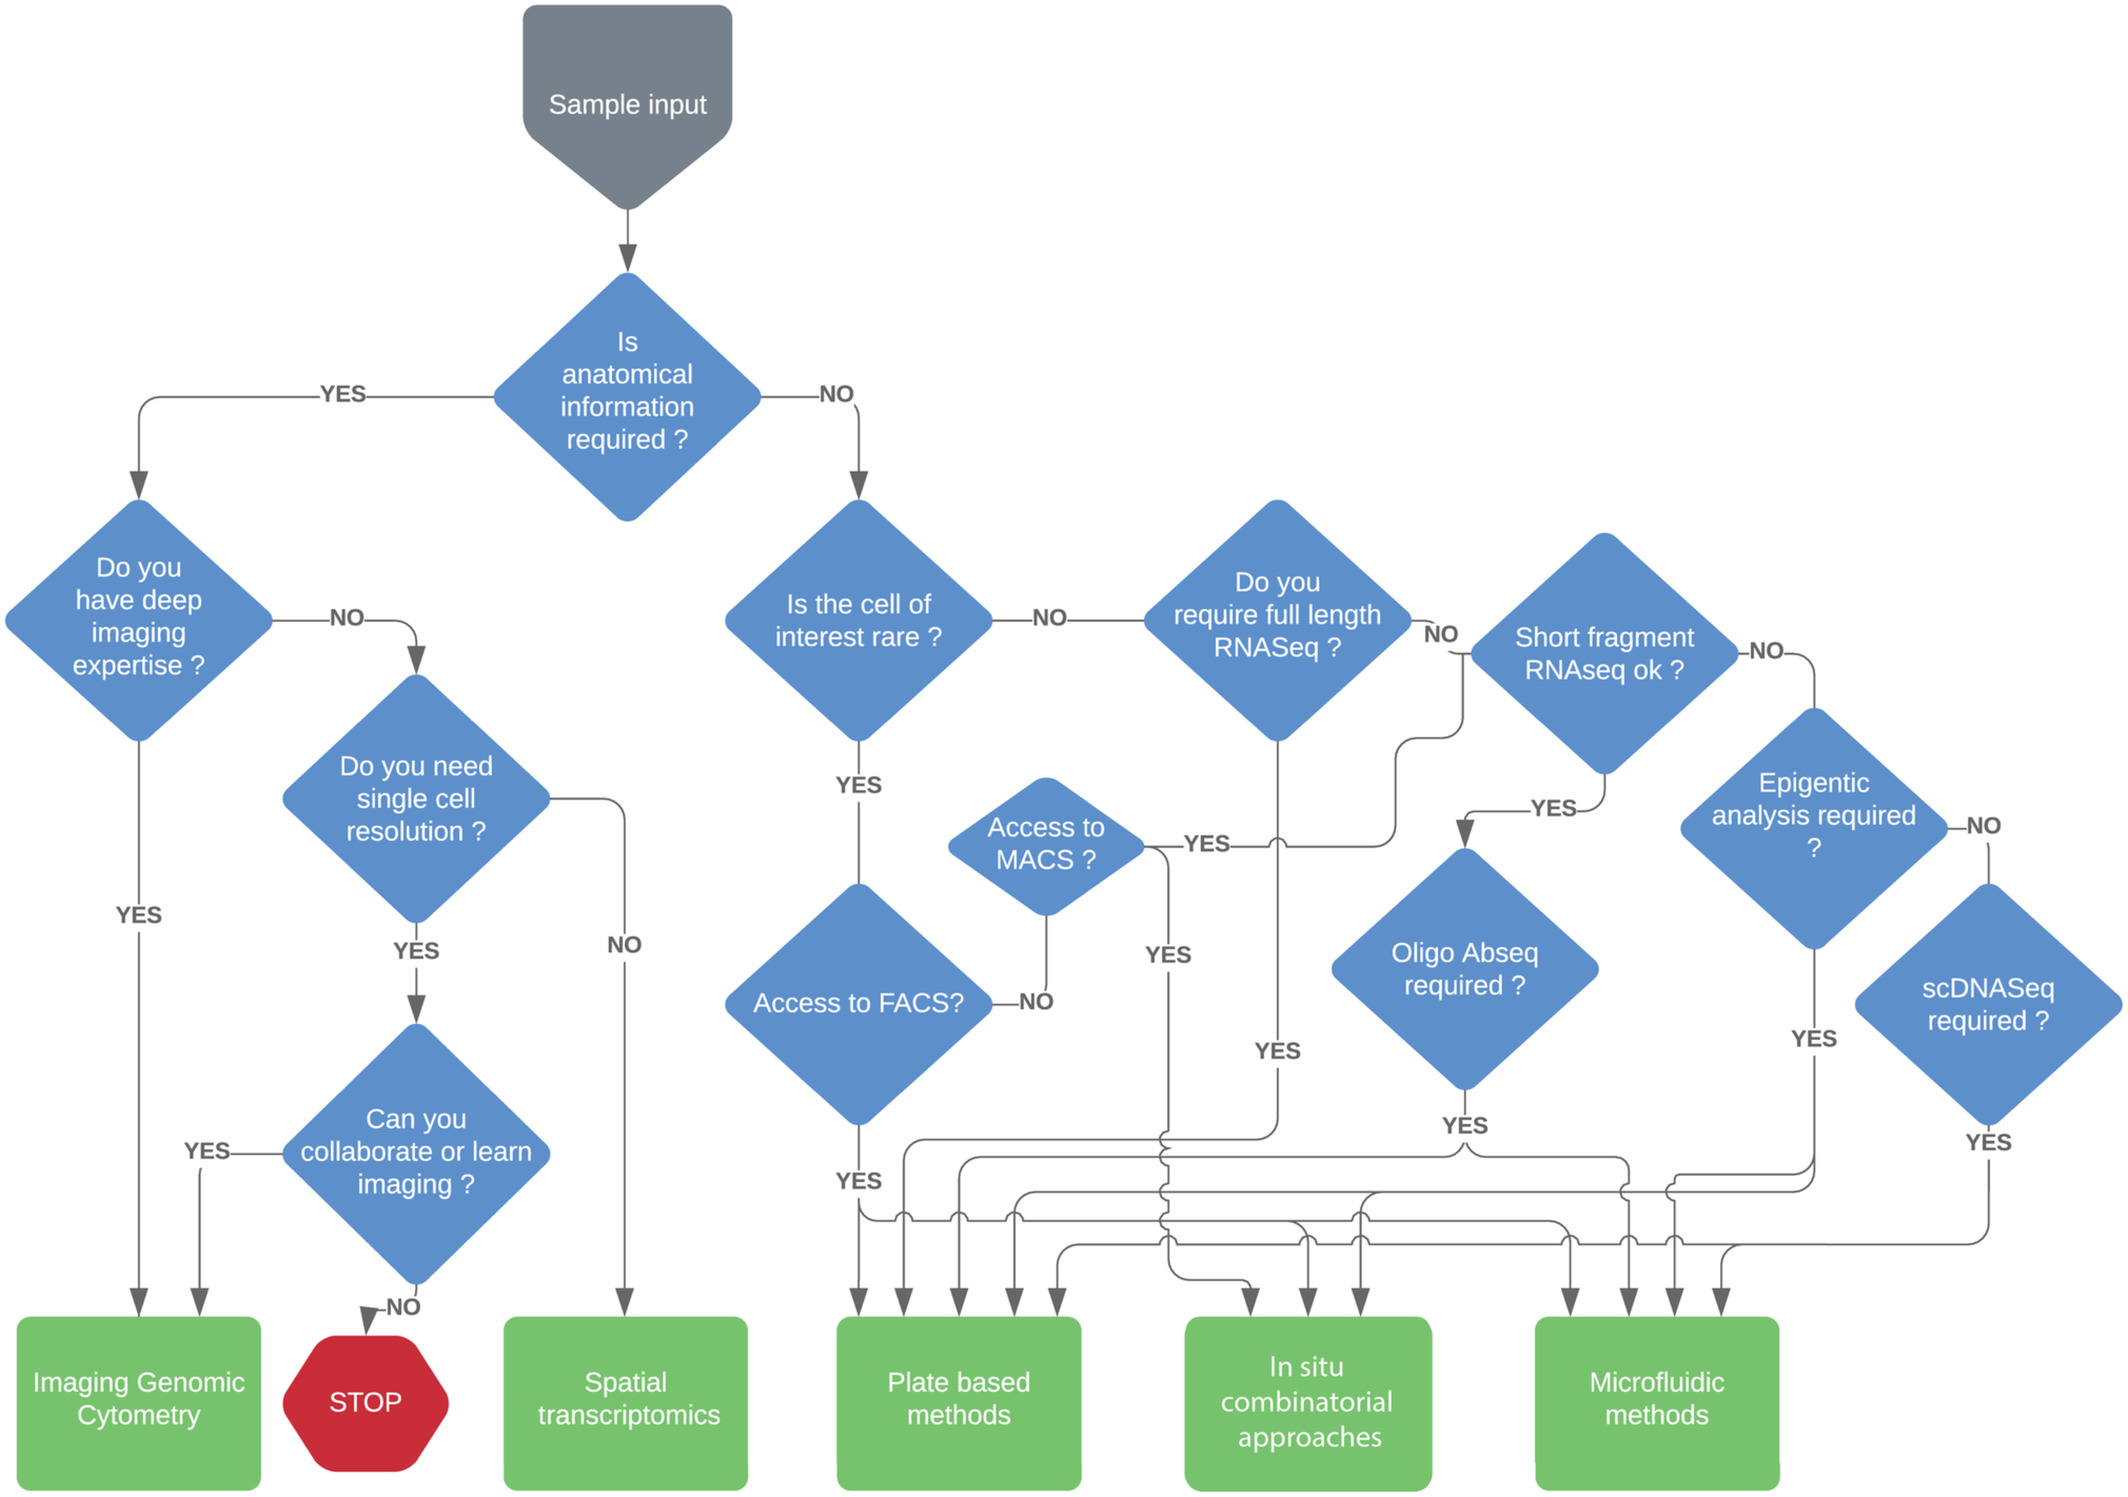 Sample input
Is
anatomical
information
required ?
YES
NO
Do you
have deep
imaging
expertise ?
NO
Is the cell of
interest rare ?
NO
Do you
require full length
RNASeq ?
NO
Short fragment
RNAseq ok ?
NO
Do you need
single cell
resolution ?
YES
Access to
MACS ?
YES
YES
Epigentic
analysis required
?
NO
YES
YES
NO
Access to FACS?
NO
YES
YES
Oligo Abseq
required ?
YES
scDNASeq
required ?
Can you
collaborate or learn
imaging ?
YES
NO
YES
YES
YES
YES
Imaging Genomic
Cytometry
STOP
Spatial
transcriptomics
Plate based
methods
In situ
combinatorial
approaches
Microfluidic
methods